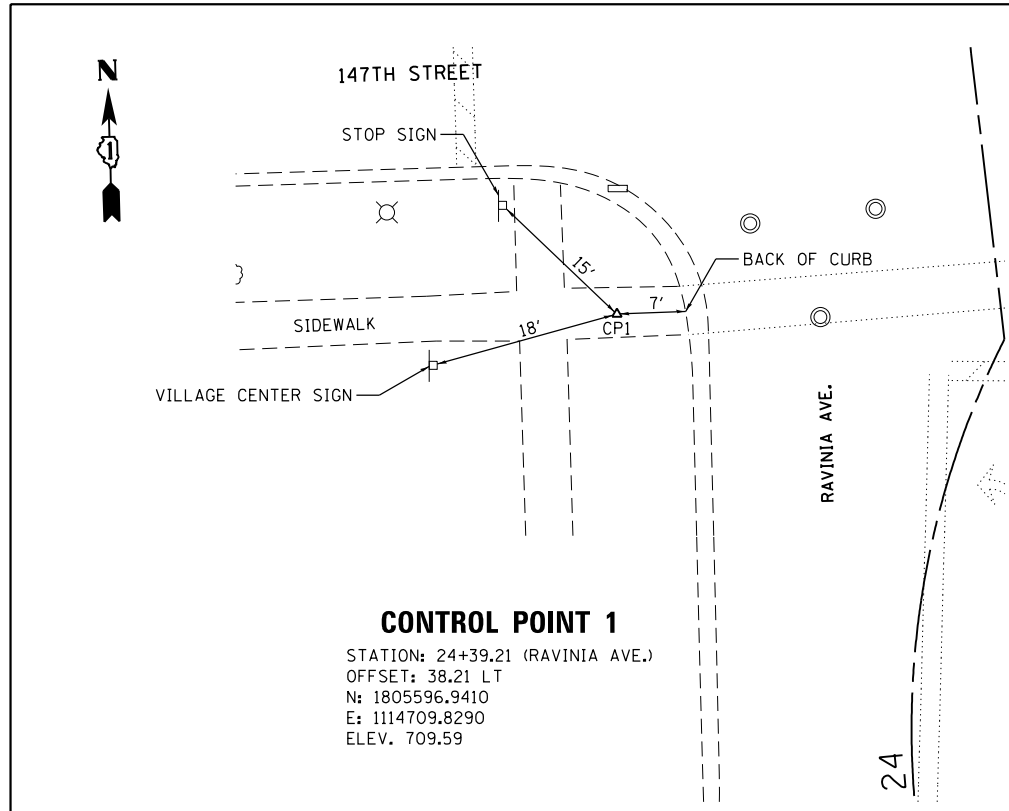 N
147TH STREET
1
STOP SIGN
BACK OF CURB
15'
7'
SIDEWALK
18'
CP1
VILLAGE CENTER SIGN
RAVINIA AVE.
CONTROL POINT 1
STATION: 24+39.21 (RAVINIA AVE.)
OFFSET: 38.21 LT
N: 1805596.9410
E: 1114709.8290
ELEV. 709.59
24